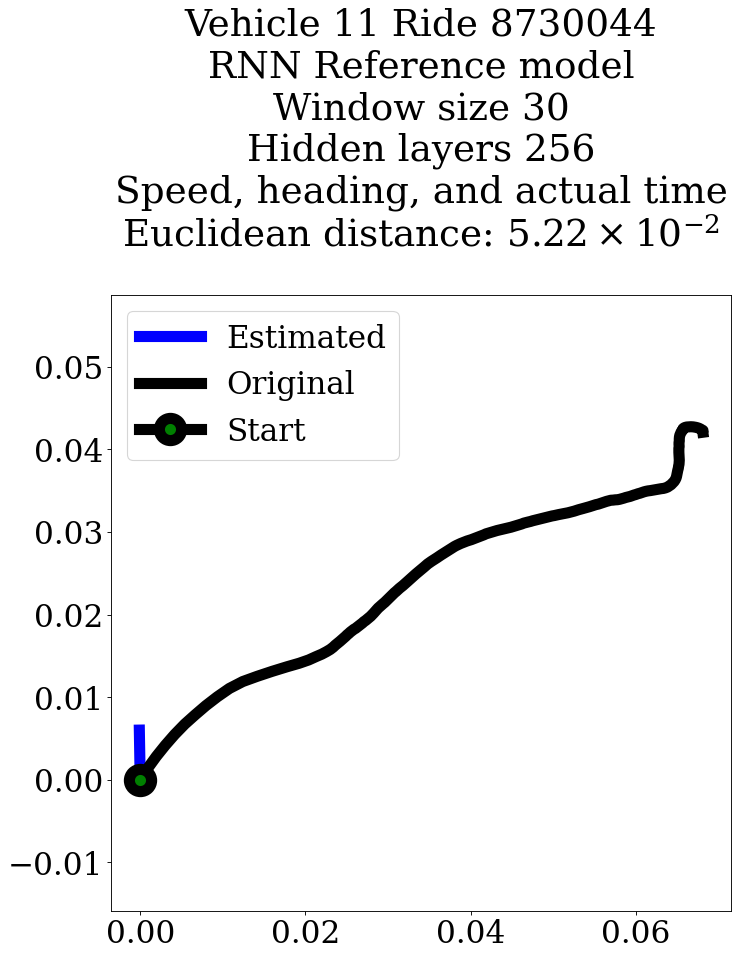 Vehicle 11 Ride 8730044
RNN Reference model
Window size 30
Hidden layers 256
Speed, heading, and actual time
Euclidean distance: 5.22 × 10⁻²
Estimated
Original
Start
0.05
0.04
0.03
0.02
0.01
0.00
−0.01
0.00 0.02 0.04 0.06